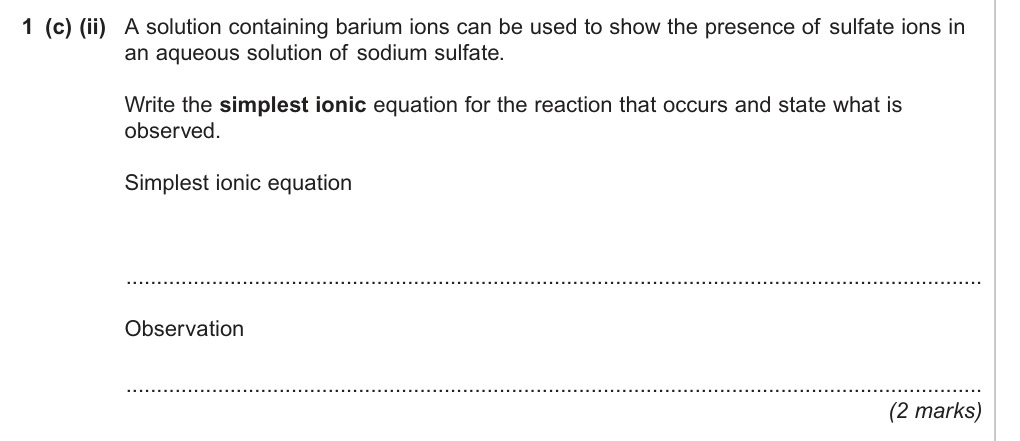 1 (c) (ii) A solution containing barium ions can be used to show the presence of sulfate ions in
an aqueous solution of sodium sulfate.
Write the simplest ionic equation for the reaction that occurs and state what is
observed.
Simplest ionic equation
Observation
(2 marks)